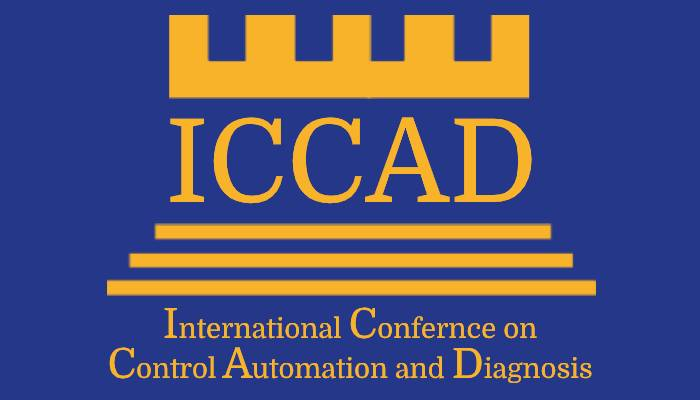 ICCAD
International Confernce on
Control Automation and Diagnosis